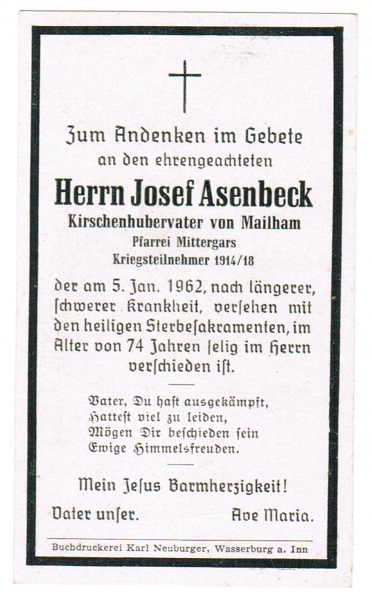 Zum Andenken im Gebete
an den ehrengeachteten
Herrn Josef Asenbeck
Kirschenhubervater von Mailham
Pfarrei Mittergars
Kriegsteilnehmer 1914/18
der am 5. Jan. 1962, nach längerer,
schwerer Krankheit, versehen mit
den heiligen Sterbesakramenten, im
Alter von 74 Jahren selig im Herrn
verschieden ist.
Vater, Du hast ausgekämpft,
Hattest viel zu leiden,
Mögen Dir beschieden sein
Ewige Himmelsfreuden.
Mein Jesus Barmherzigkeit!
Vater unser. Ave Maria.
Buchdruckerei Karl Neuburger, Wasserburg a. Inn